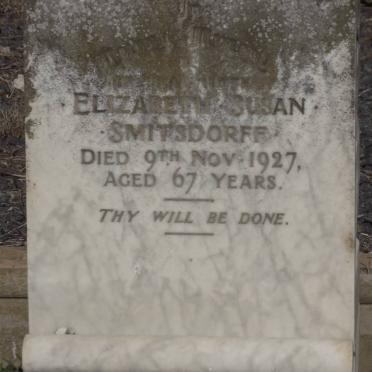 ELIZABETH SUSAN
SMITSDORFF
DIED 9TH NOV. 1927,
AGED 67 YEARS.
THY WILL BE DONE.